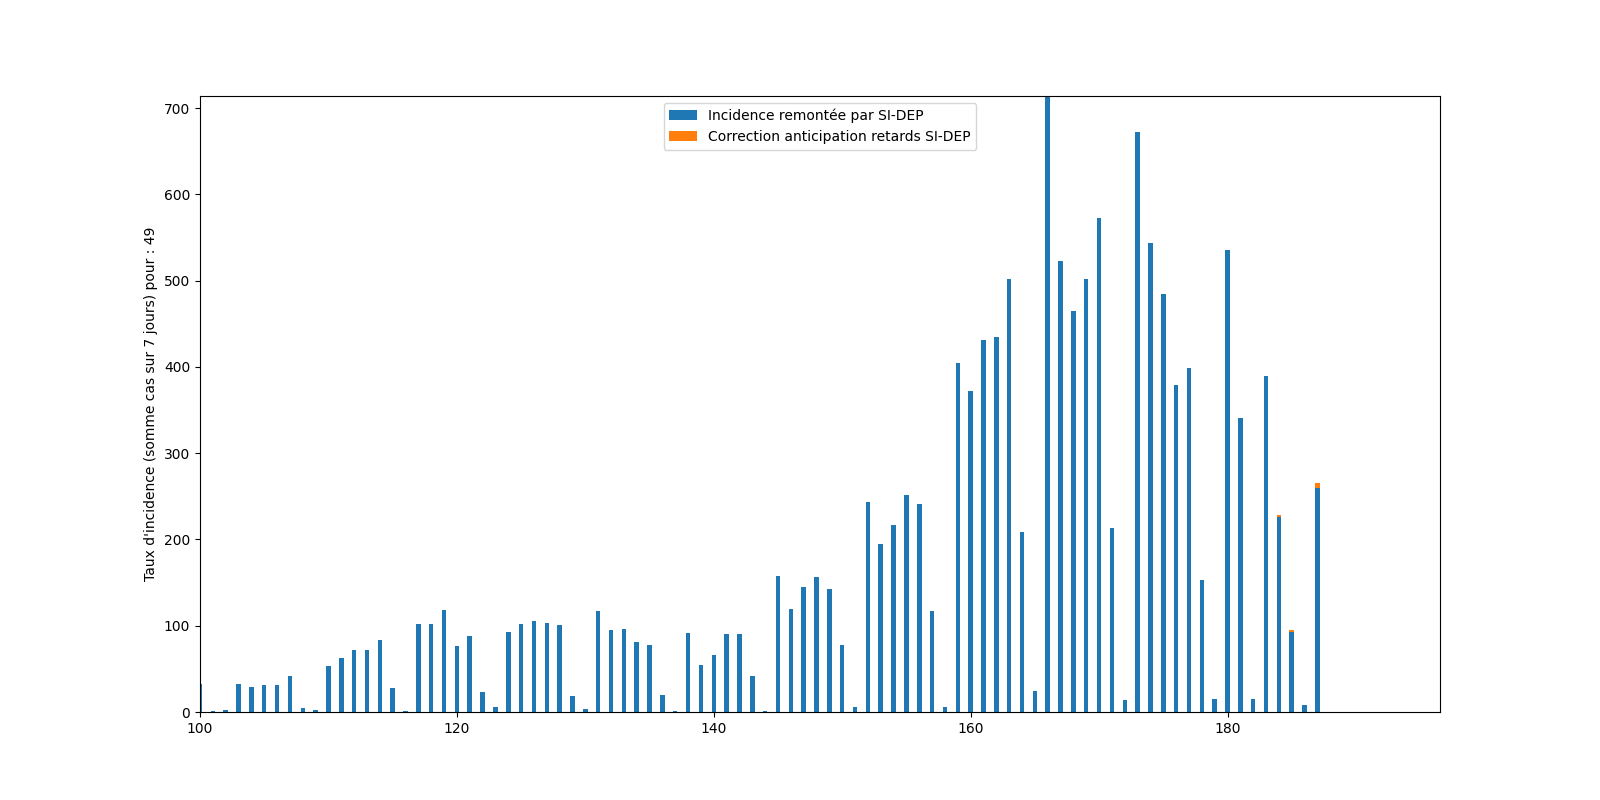 Incidence remontée par SI-DEP
Correction anticipation retards SI-DEP
Taux d'incidence (somme cas sur 7 jours) pour : 49
700
600
500
400
300
200
100
0
100 120 140 160 180